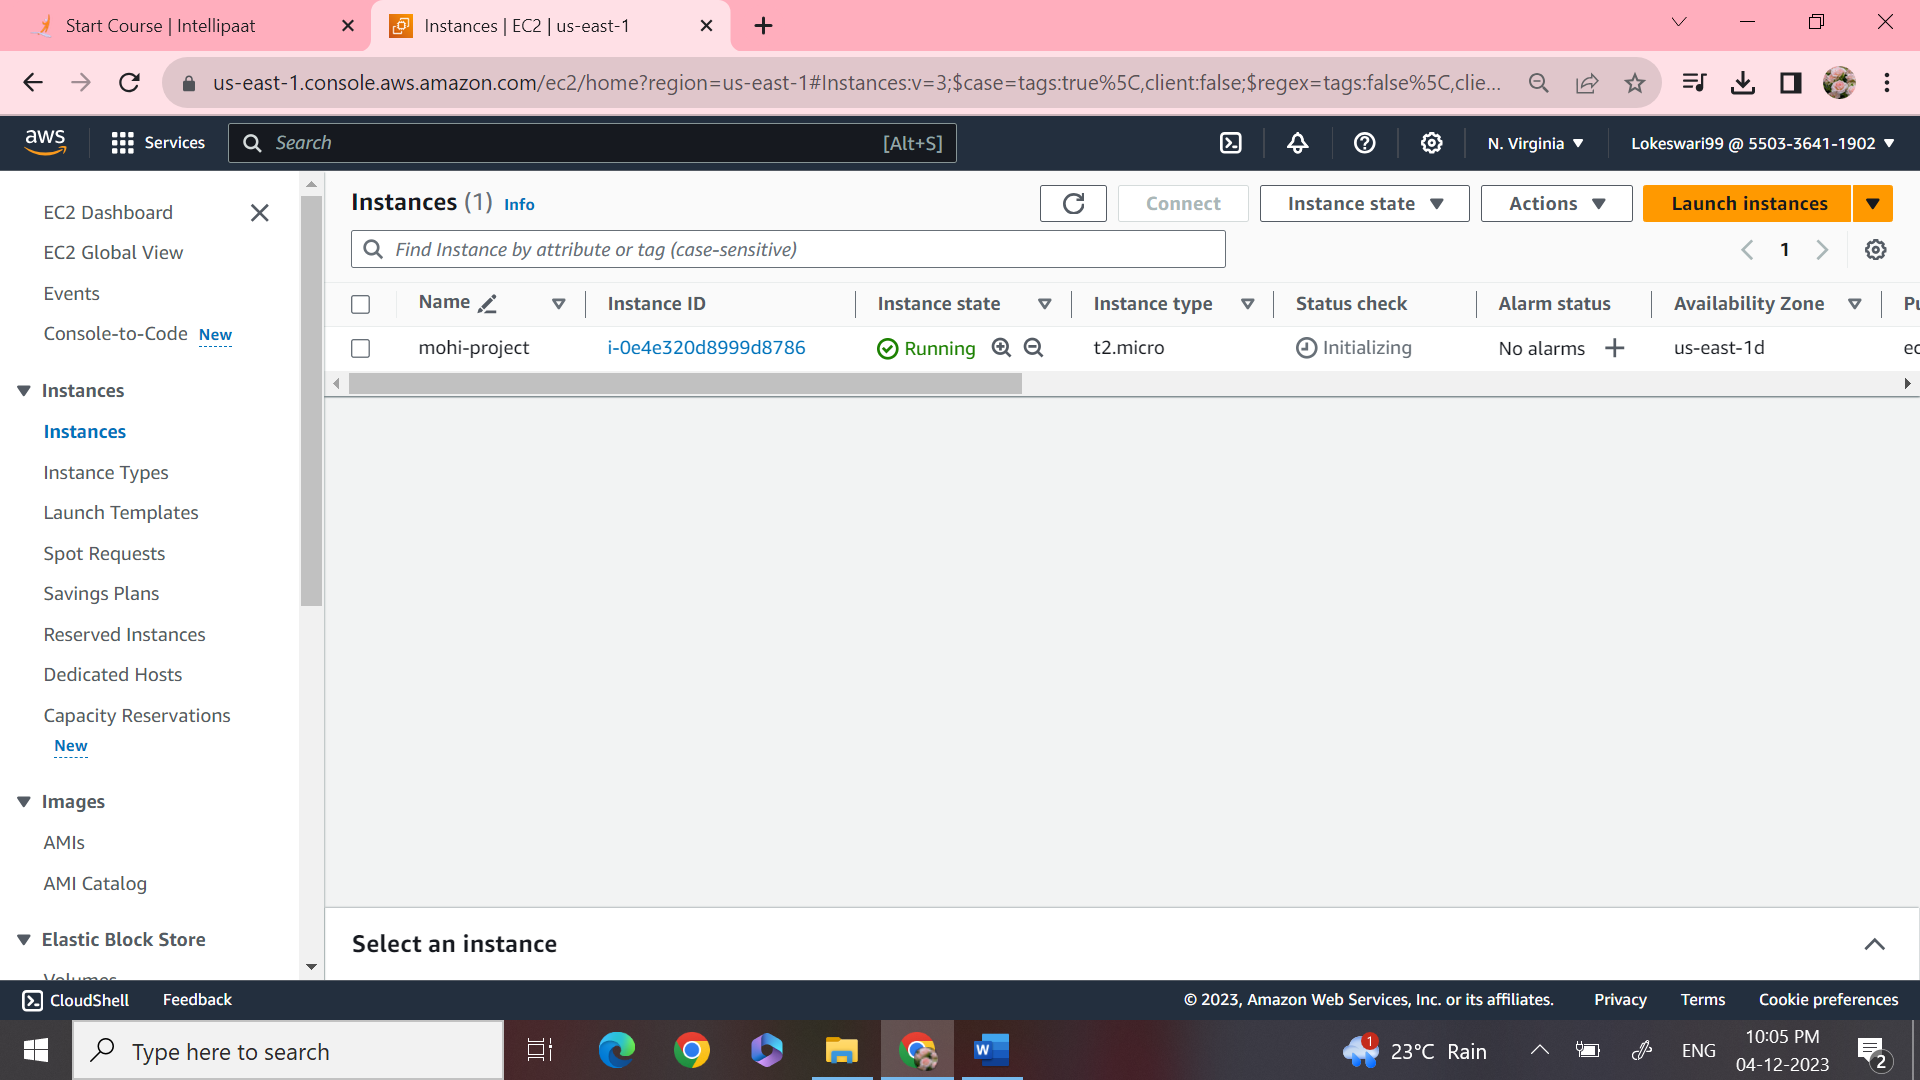 Start Course | Intellipaat
Instances | EC2 | us-east-1
us-east-1.console.aws.amazon.com/ec2/home?region=us-east-1#Instances:v=3;$case=tags:true%5C,client:false;$regex=tags:false%5C,clie...
aws
Services
Search
[Alt+S]
N. Virginia
Lokeswari99 @ 5503-3641-1902
EC2 Dashboard
EC2 Global View
Events
Console-to-Code New
Instances
Instances
Instance Types
Launch Templates
Spot Requests
Savings Plans
Reserved Instances
Dedicated Hosts
Capacity Reservations
New
Images
AMIs
AMI Catalog
Elastic Block Store
Volumes
Instances (1) Info
Connect
Instance state
Actions
Launch instances
Find Instance by attribute or tag (case-sensitive)
1
Name Instance ID Instance state Instance type Status check Alarm status Availability Zone Pu
mohi-project i-0e4e320d8999d8786 Running t2.micro Initializing No alarms us-east-1d ec
Select an instance
CloudShell Feedback
© 2023, Amazon Web Services, Inc. or its affiliates. Privacy Terms Cookie preferences
Type here to search
W
1
23°C Rain
ENG
10:05 PM
04-12-2023
2